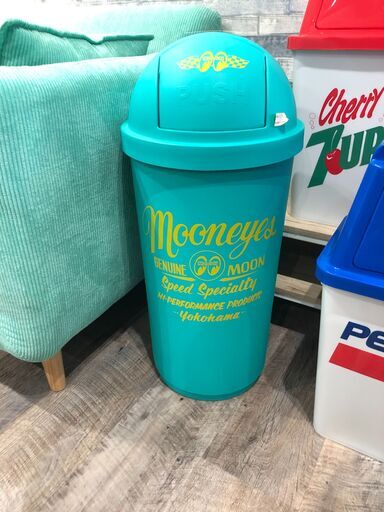 PUSH
Mooneyes
GENUINE MOON
Speed Specialty
HI-PERFORMANCE PRODUCTS
-Yokohama-
Cherry
7UP
PE